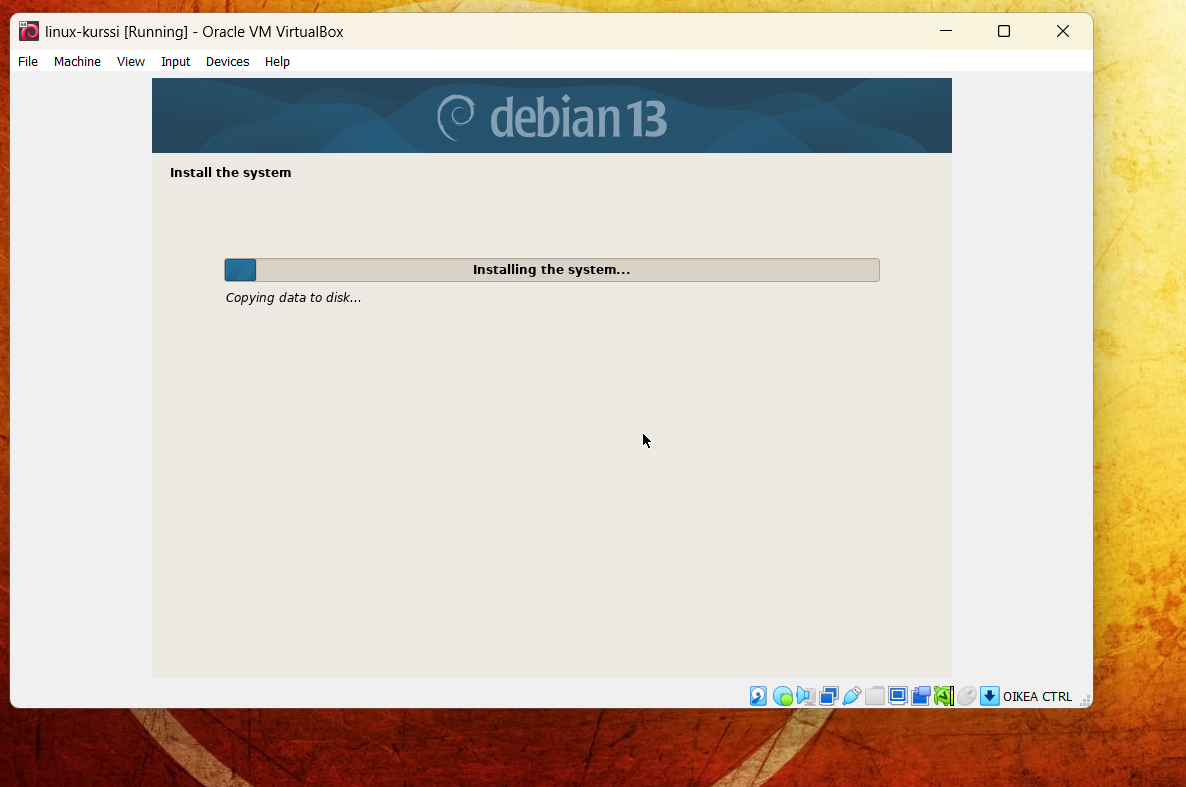 linux-kurssi [Running] - Oracle VM VirtualBox
File Machine View Input Devices Help
debian 13
Install the system
Installing the system...
Copying data to disk...
OIKEA CTRL